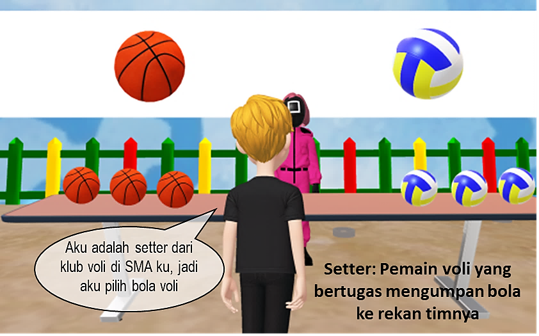 Aku adalah setter dari
klub voli di SMA ku, jadi
aku pilih bola voli
Setter: Pemain voli yang
bertugas mengumpan bola
ke rekan timnya